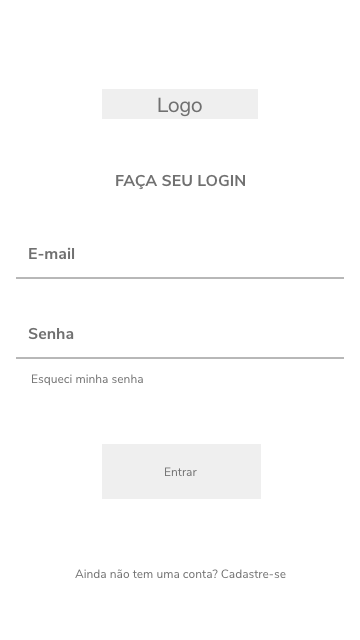 Logo
FAÇA SEU LOGIN
E-mail
Senha
Esqueci minha senha
Entrar
Ainda não tem uma conta? Cadastre-se